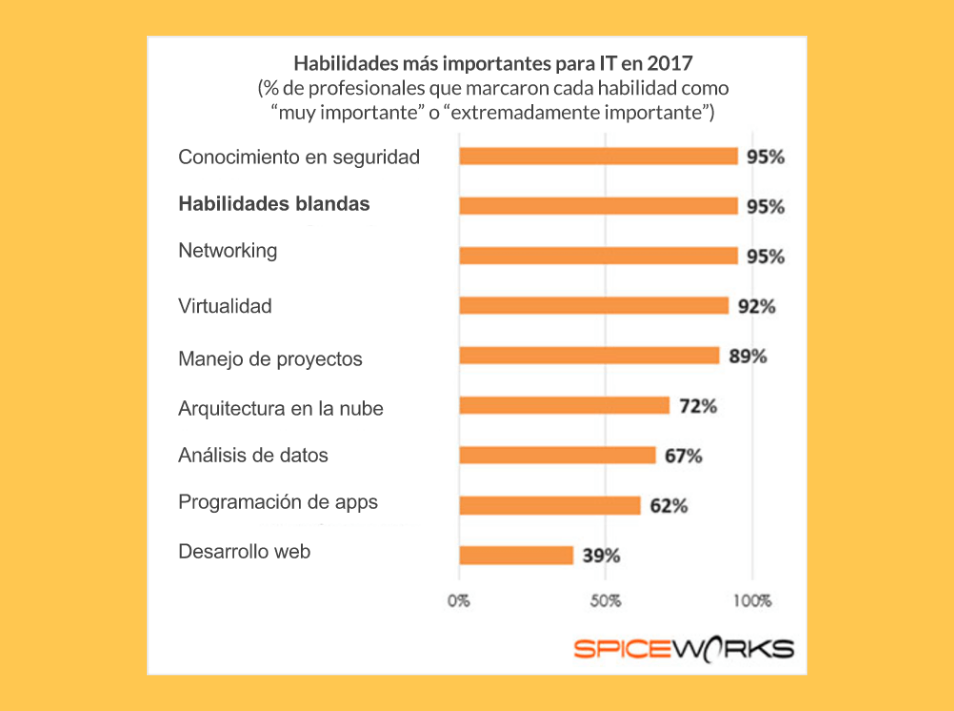 Habilidades más importantes para IT en 2017
(% de profesionales que marcaron cada habilidad como
“muy importante” o “extremadamente importante”)
Conocimiento en seguridad 95%
Habilidades blandas 95%
Networking 95%
Virtualidad 92%
Manejo de proyectos 89%
Arquitectura en la nube 72%
Análisis de datos 67%
Programación de apps 62%
Desarrollo web 39%
0% 50% 100%
SPICEWORKS